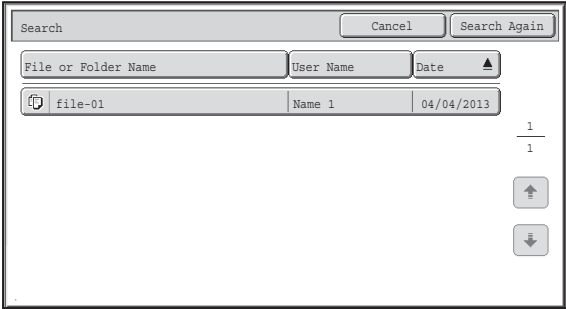 Search Cancel Search Again
File or Folder Name User Name Date
file-01 Name 1 04/04/2013
1
1